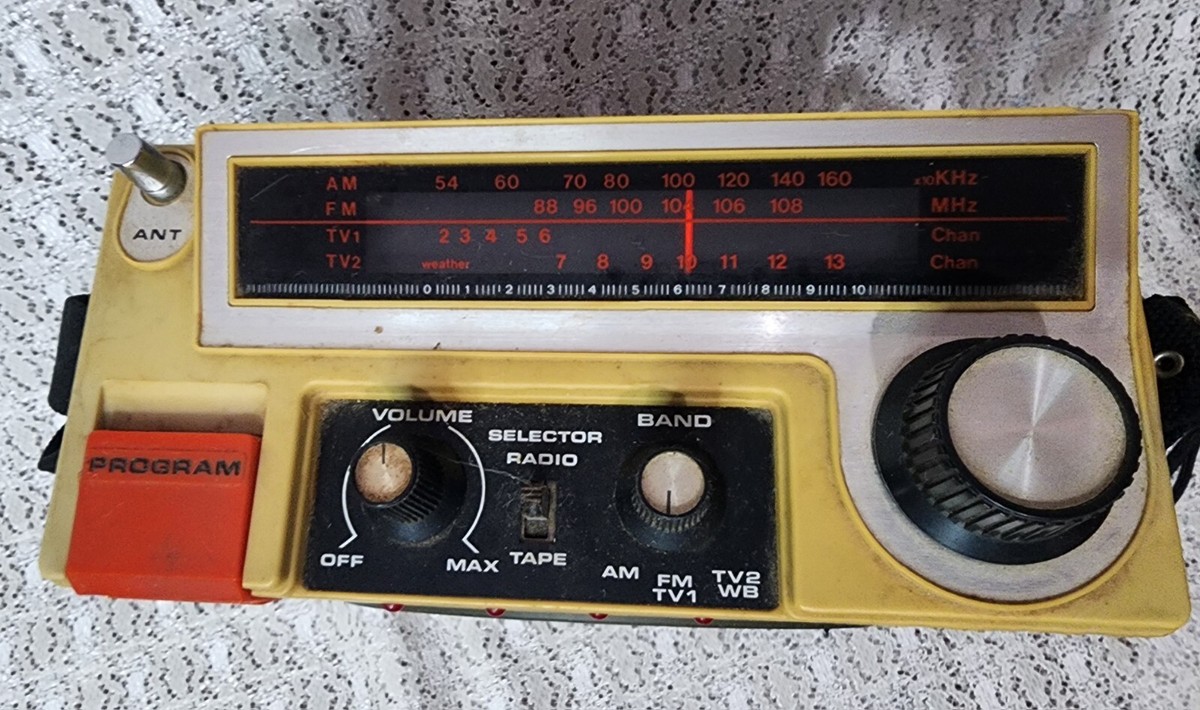 AM 54 60 70 80 100 120 140 160 x10KHz
FM 88 96 100 104 106 108 MHz
TV1 2 3 4 5 6 Chan
TV2 weather 7 8 9 10 11 12 13 Chan
0 1 2 3 4 5 6 7 8 9 10
ANT
PROGRAM
VOLUME
OFF
MAX
SELECTOR
RADIO
TAPE
BAND
AM
FM
TV1
TV2
WB